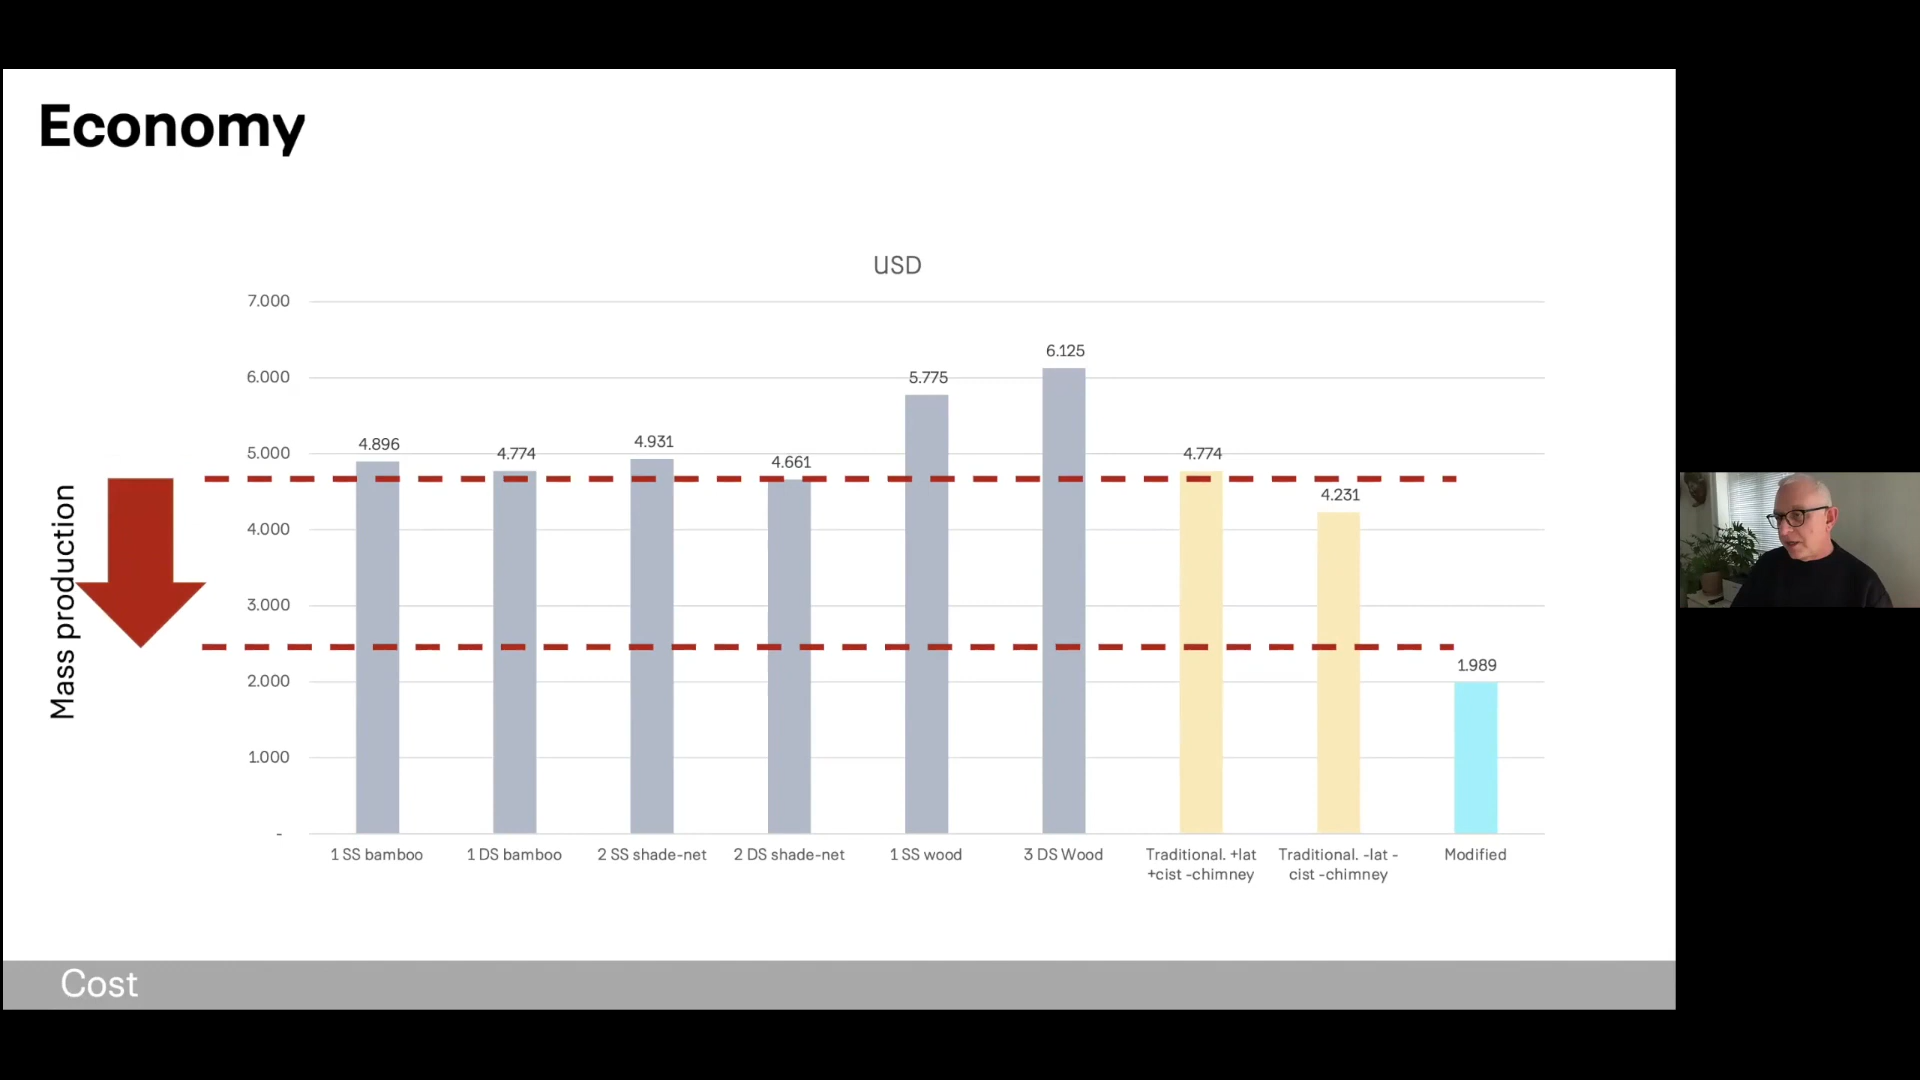 Economy
USD
7.000
6.000
5.000
4.000
3.000
2.000
1.000
-
Mass production
4.896
4.774
4.931
4.661
5.775
6.125
4.774
4.231
1.989
1 SS bamboo
1 DS bamboo
2 SS shade-net
2 DS shade-net
1 SS wood
3 DS Wood
Traditional. +lat
+cist -chimney
Traditional. -lat -
cist -chimney
Modified
Cost